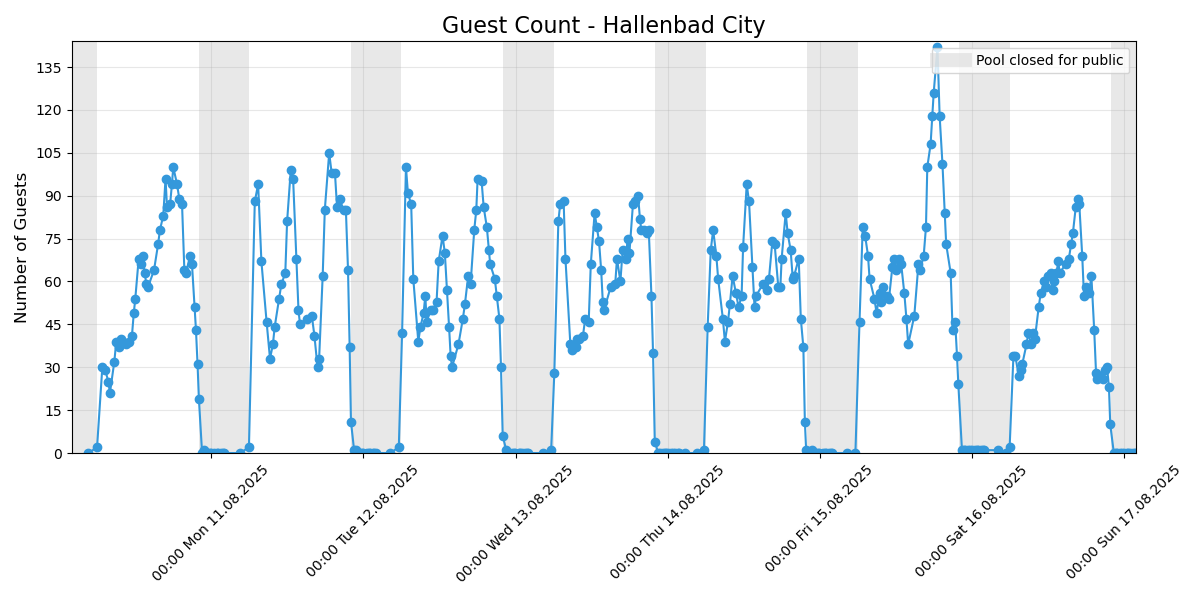 Guest Count - Hallenbad City
Number of Guests
135
120
105
90
75
60
45
30
15
0
Pool closed for public
00:00 Mon 11.08.2025
00:00 Tue 12.08.2025
00:00 Wed 13.08.2025
00:00 Thu 14.08.2025
00:00 Fri 15.08.2025
00:00 Sat 16.08.2025
00:00 Sun 17.08.2025